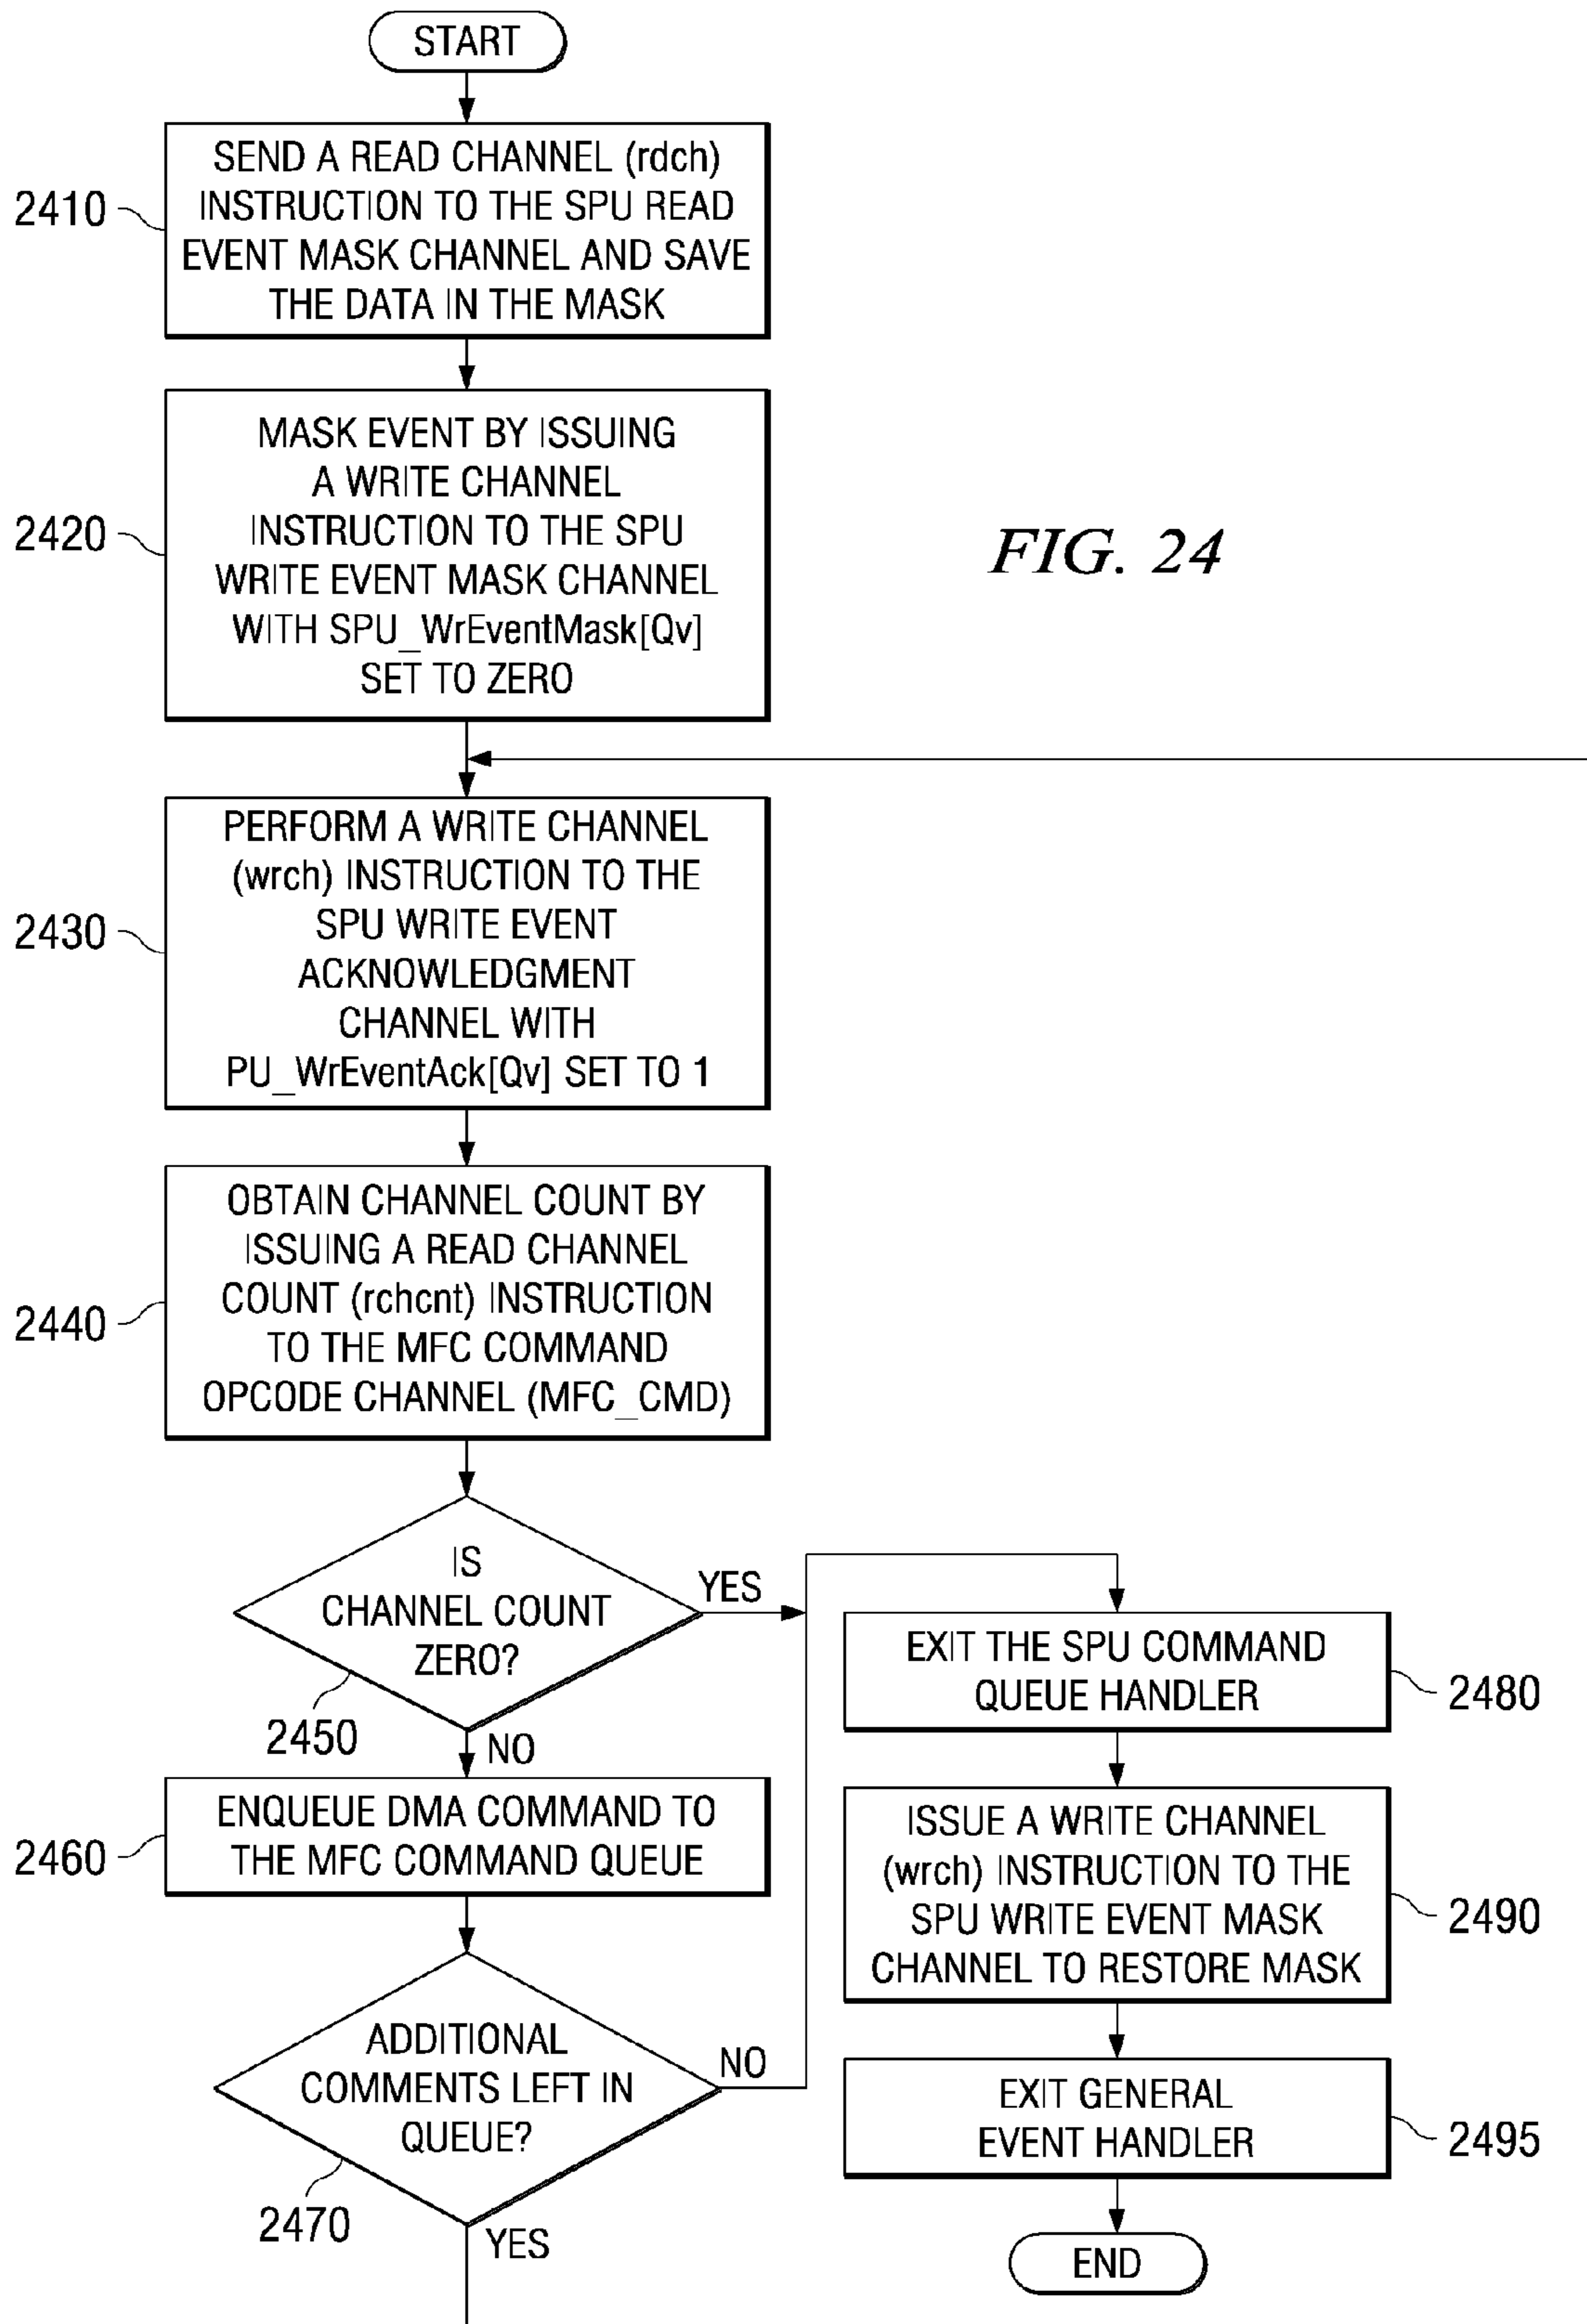 START
2410
SEND A READ CHANNEL (rdch)
INSTRUCTION TO THE SPU READ
EVENT MASK CHANNEL AND SAVE
THE DATA IN THE MASK
2420
MASK EVENT BY ISSUING
A WRITE CHANNEL
INSTRUCTION TO THE SPU
WRITE EVENT MASK CHANNEL
WITH SPU_WrEventMask[Qv]
SET TO ZERO
FIG. 24
2430
PERFORM A WRITE CHANNEL
(wrch) INSTRUCTION TO THE
SPU WRITE EVENT
ACKNOWLEDGMENT
CHANNEL WITH
PU_WrEventAck[Qv] SET TO 1
2440
OBTAIN CHANNEL COUNT BY
ISSUING A READ CHANNEL
COUNT (rchcnt) INSTRUCTION
TO THE MFC COMMAND
OPCODE CHANNEL (MFC_CMD)
IS
CHANNEL COUNT
ZERO?
YES
2450
NO
2460
ENQUEUE DMA COMMAND TO
THE MFC COMMAND QUEUE
ADDITIONAL
COMMENTS LEFT IN
QUEUE?
NO
2470
YES
EXIT THE SPU COMMAND
QUEUE HANDLER
2480
ISSUE A WRITE CHANNEL
(wrch) INSTRUCTION TO THE
SPU WRITE EVENT MASK
CHANNEL TO RESTORE MASK
2490
EXIT GENERAL
EVENT HANDLER
2495
END